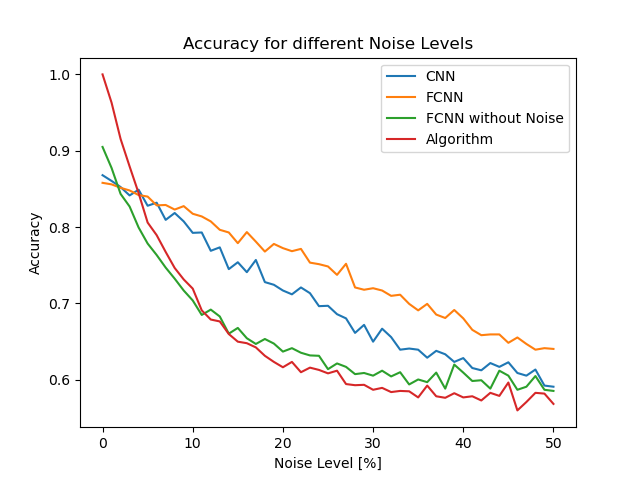 Accuracy for different Noise Levels
CNN
FCNN
FCNN without Noise
Algorithm
1.0
0.9
0.8
0.7
0.6
Accuracy
0 10 20 30 40 50
Noise Level [%]